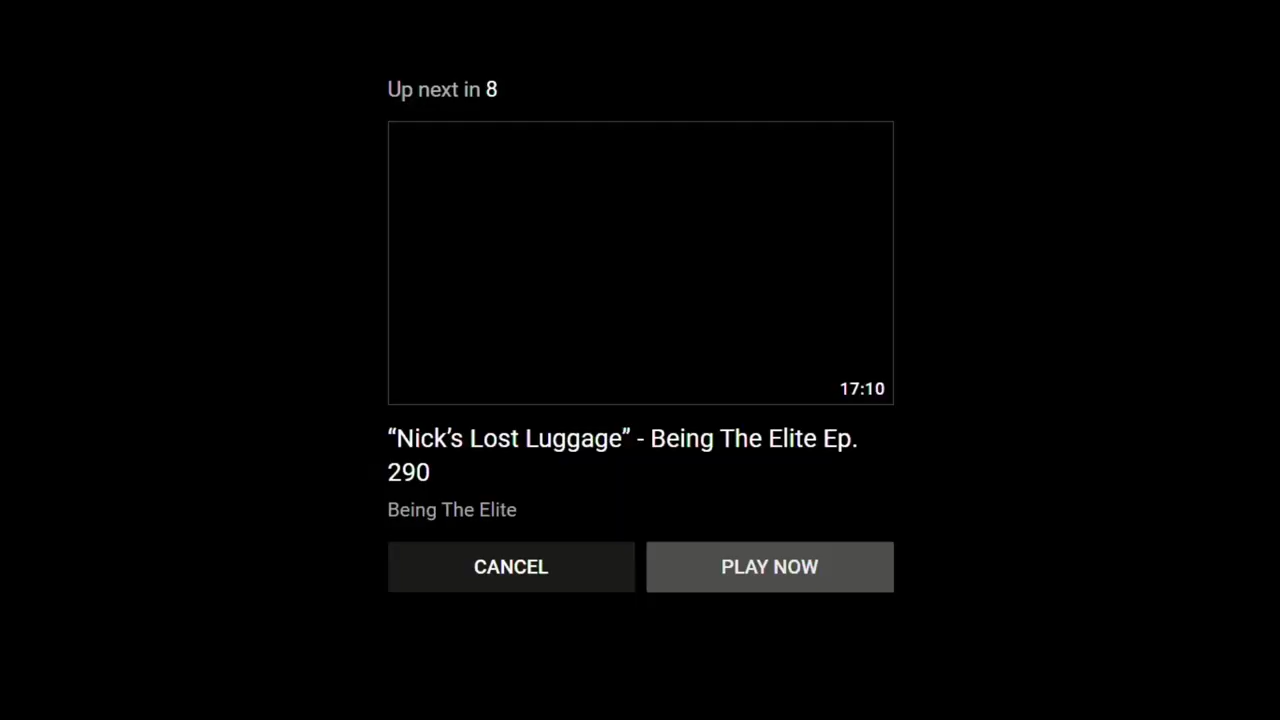 Up next in 8
17:10
“Nick’s Lost Luggage” - Being The Elite Ep.
290
Being The Elite
CANCEL
PLAY NOW